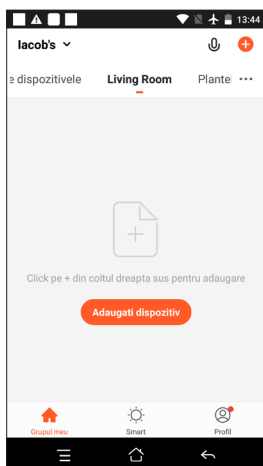 13:44
Iacob's
e dispozitivele Living Room Plante
Click pe + din coltul dreapta sus pentru adaugare
Adaugati dispozitiv
Grupul meu Smart Profil